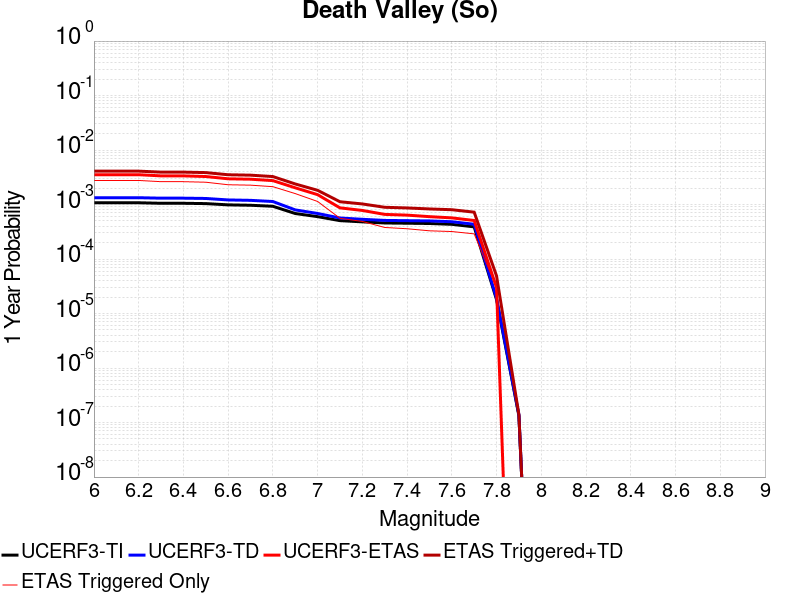 Death Valley (So)
10^0
10^-1
10^-2
10^-3
10^-4
10^-5
10^-6
10^-7
10^-8
1 Year Probability
6 6.2 6.4 6.6 6.8 7 7.2 7.4 7.6 7.8 8 8.2 8.4 8.6 8.8 9
Magnitude
UCERF3-TI UCERF3-TD UCERF3-ETAS ETAS Triggered+TD
ETAS Triggered Only